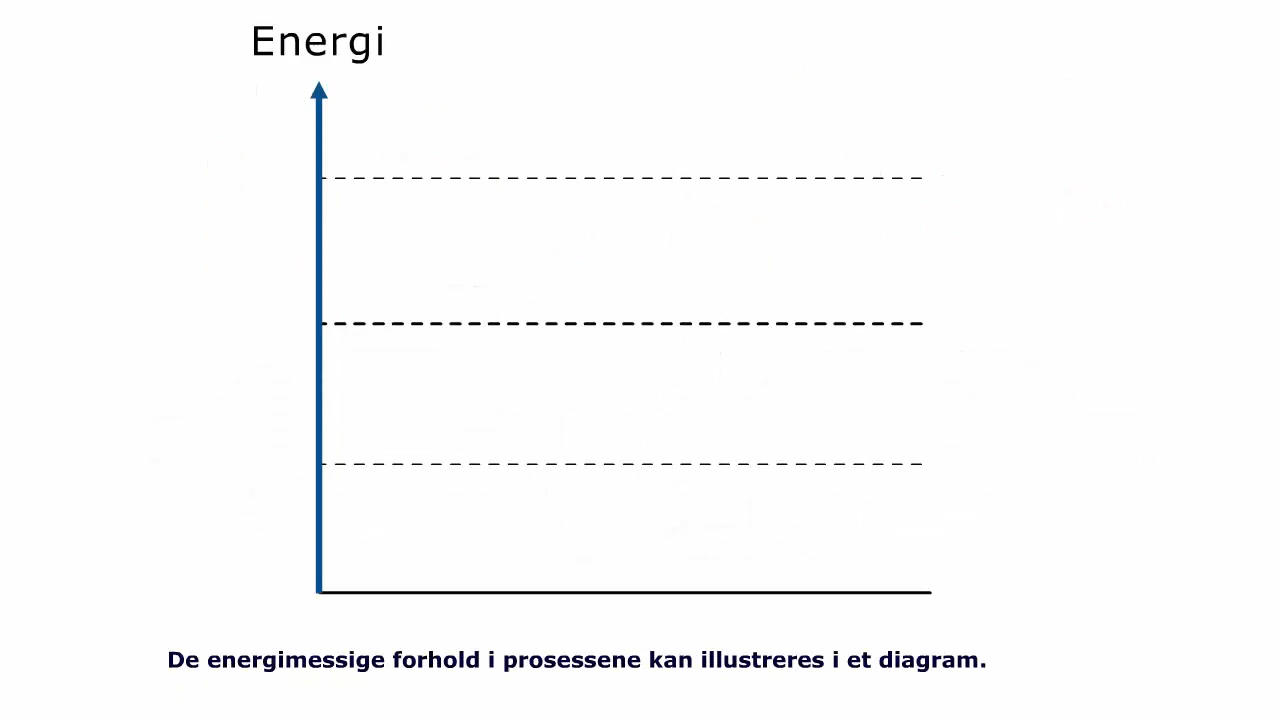 Energi
De energimessige forhold i prosessene kan illustreres i et diagram.